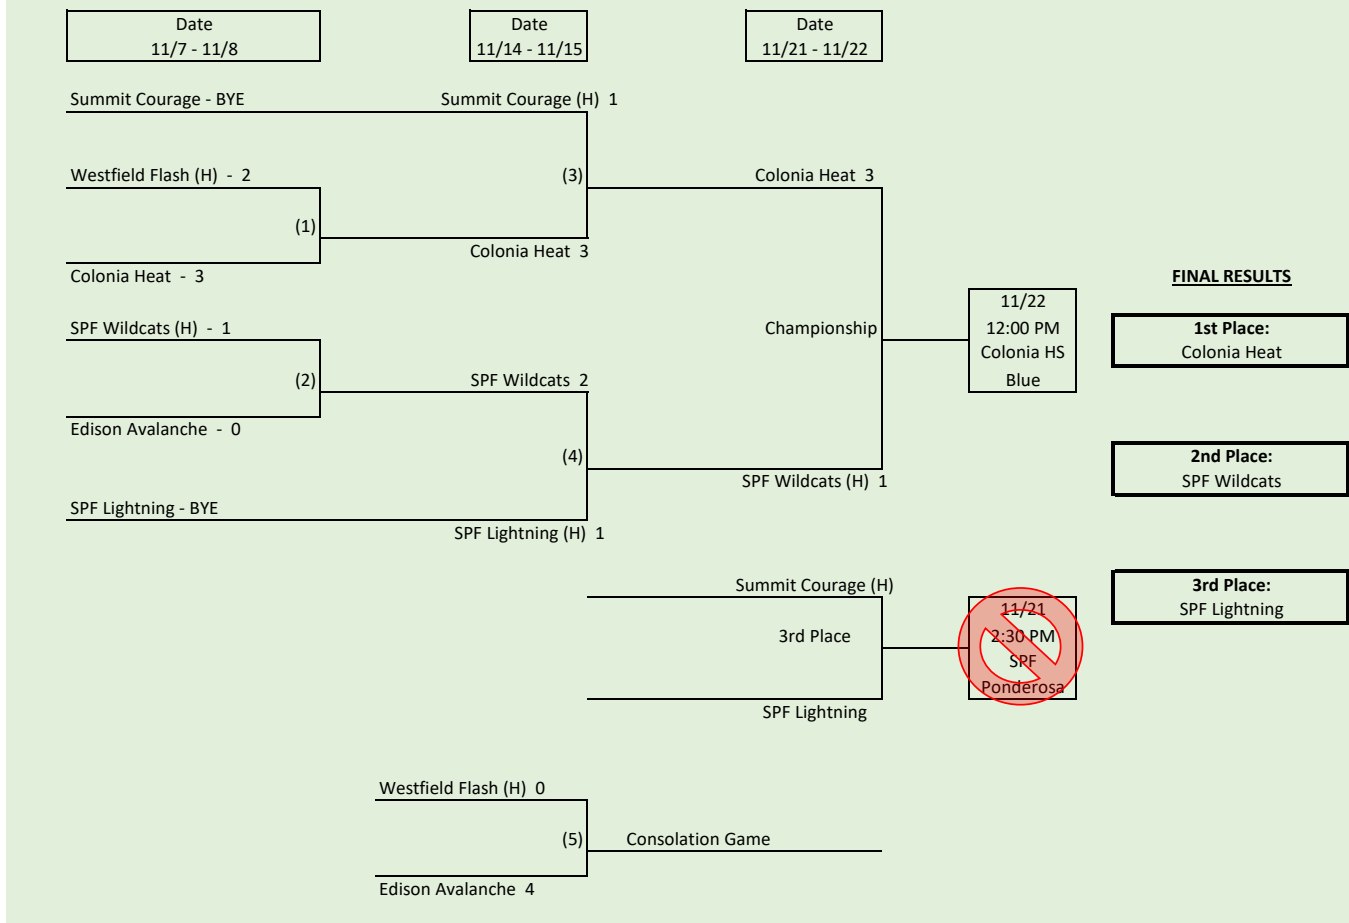 Date
11/7 - 11/8
Date
11/14 - 11/15
Date
11/21 - 11/22
Summit Courage - BYE
Summit Courage (H)  1
Westfield Flash (H)  -  2
(3)
Colonia Heat  3
(1)
Colonia Heat  3
Colonia Heat  -  3
SPF Wildcats (H)  -  1
Championship
11/22
12:00 PM
Colonia HS
Blue
(2)
SPF Wildcats  2
Edison Avalanche  -  0
(4)
SPF Wildcats (H)  1
SPF Lightning - BYE
SPF Lightning (H)  1
FINAL RESULTS
1st Place:
Colonia Heat
2nd Place:
SPF Wildcats
3rd Place:
SPF Lightning
Summit Courage (H)
3rd Place
11/21
2:30 PM
SPF
Ponderosa
SPF Lightning
Westfield Flash (H)  0
(5)
Consolation Game
Edison Avalanche  4